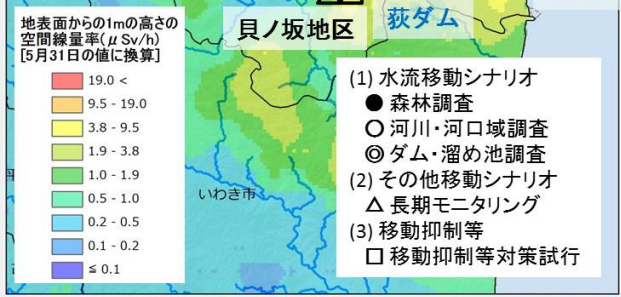 地表面からの1mの高さの
空間線量率(μSv/h)
[5月31日の値に換算]
19.0 <
9.5 - 19.0
3.8 - 9.5
1.9 - 3.8
1.0 - 1.9
0.5 - 1.0
0.2 - 0.5
0.1 - 0.2
≤ 0.1
貝ノ坂地区
荻ダム
いわき市
(1) 水流移動シナリオ
● 森林調査
○ 河川・河口域調査
◎ ダム・溜め池調査
(2) その他移動シナリオ
△ 長期モニタリング
(3) 移動抑制等
□ 移動抑制等対策試行